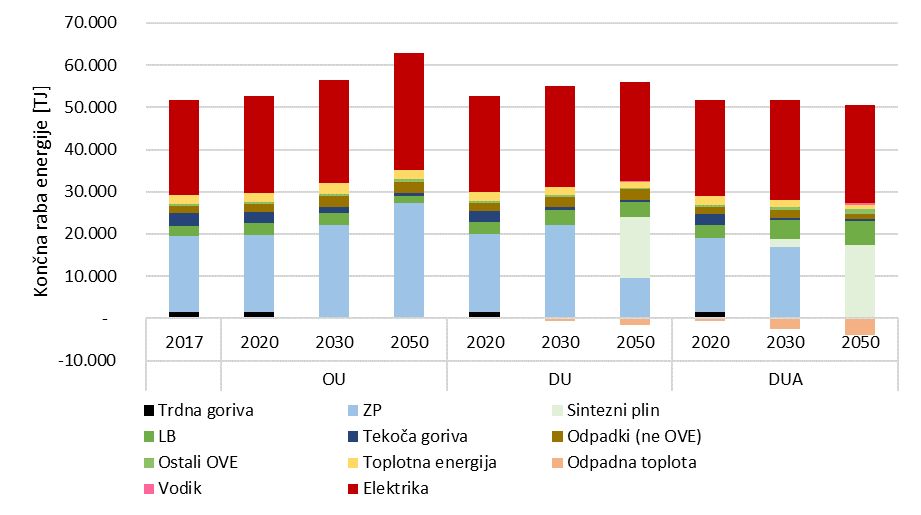 Končna raba energije [TJ]
70.000
60.000
50.000
40.000
30.000
20.000
10.000
-
-10.000
2017 2020 2030 2050 2020 2030 2050 2020 2030 2050
OU DU DUA
Trdna goriva ZP Sintezni plin
LB Tekoča goriva Odpadki (ne OVE)
Ostali OVE Toplotna energija Odpadna toplota
Vodik Elektrika